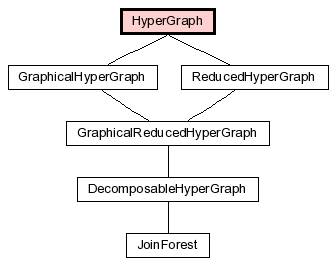 HyperGraph
GraphicalHyperGraph
ReducedHyperGraph
GraphicalReducedHyperGraph
DecomposableHyperGraph
JoinForest